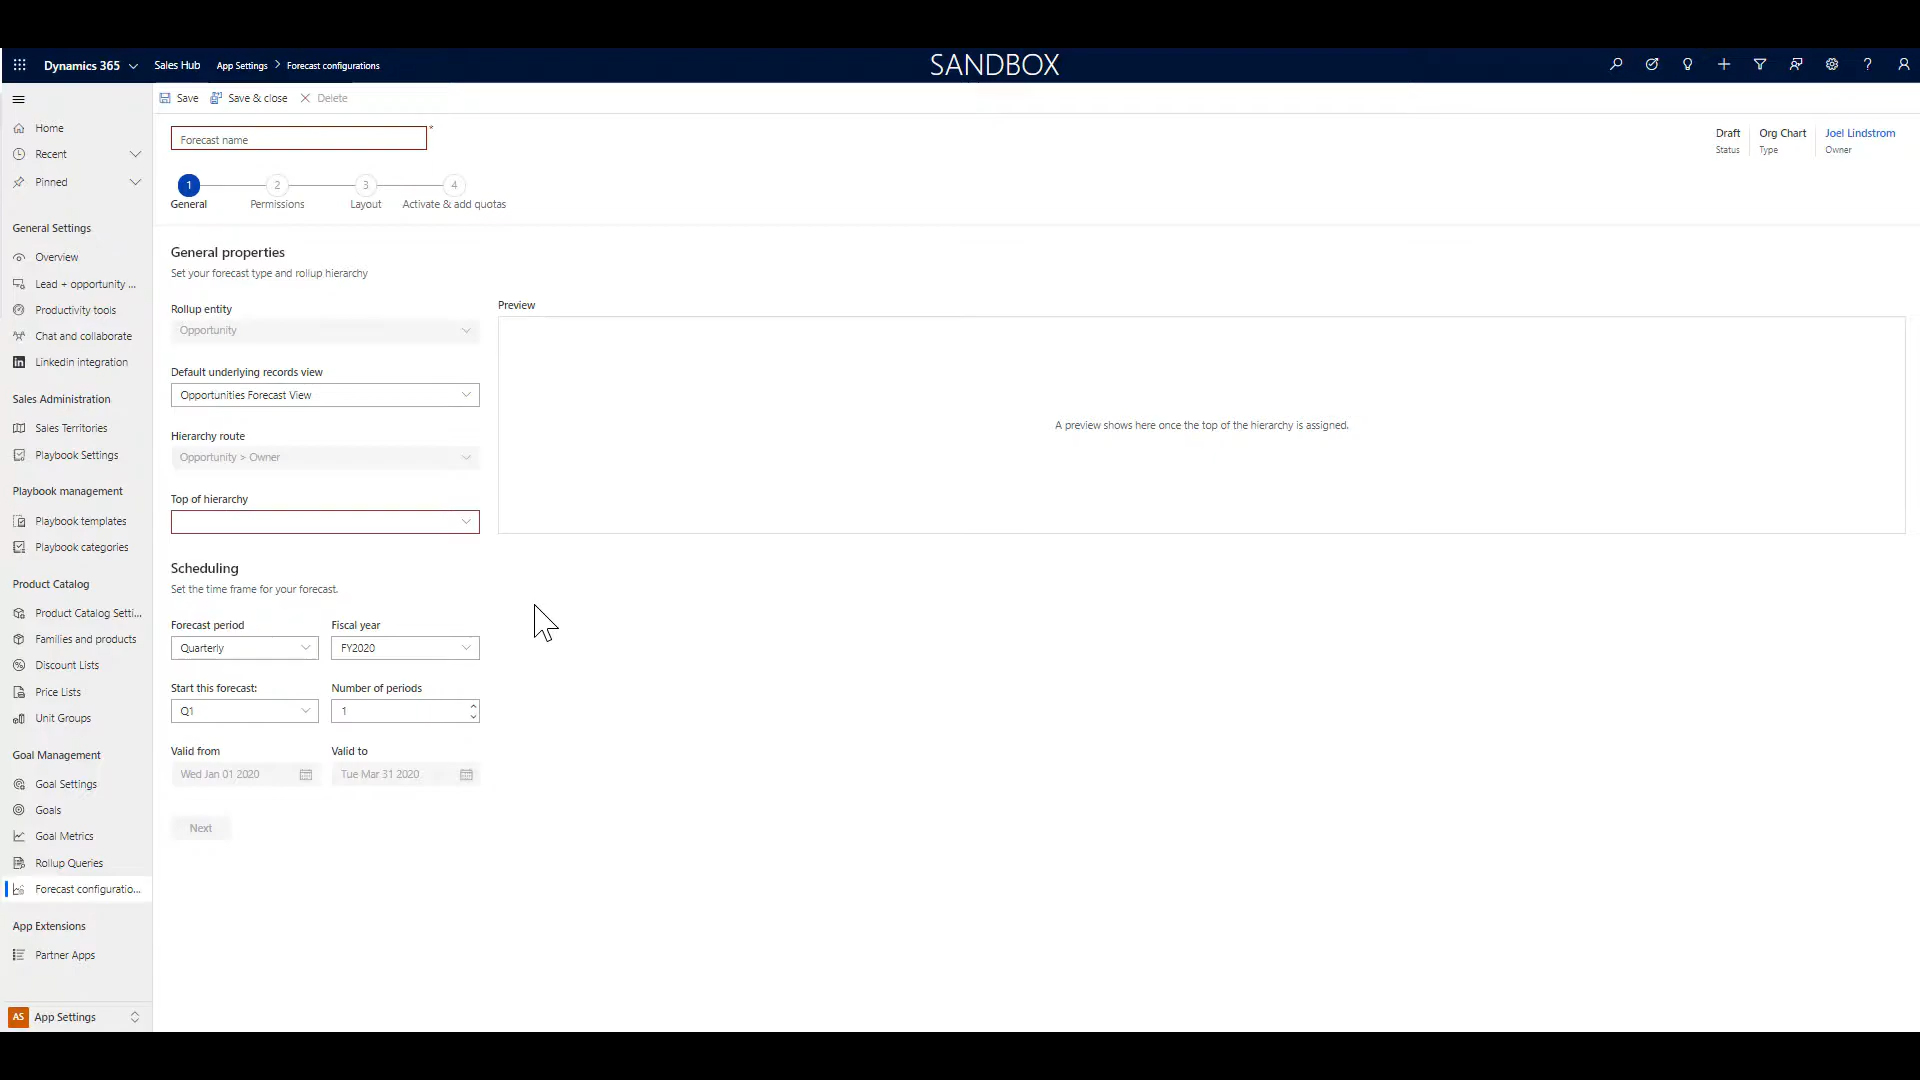 Dynamics 365 Sales Hub App Settings > Forecast configurations SANDBOX
Save Save & close Delete
Forecast name *
Draft Org Chart Joel Lindstrom
Status Type Owner
1 2 3 4
General Permissions Layout Activate & add quotas
Home
Recent
Pinned
General Settings
Overview
Lead + opportunity ...
Productivity tools
Chat and collaborate
Linkedin integration
Sales Administration
Sales Territories
Playbook Settings
Playbook management
Playbook templates
Playbook categories
Product Catalog
Product Catalog Setti...
Families and products
Discount Lists
Price Lists
Unit Groups
Goal Management
Goal Settings
Goals
Goal Metrics
Rollup Queries
Forecast configuratio...
App Extensions
Partner Apps
AS App Settings
General properties
Set your forecast type and rollup hierarchy
Rollup entity
Opportunity
Default underlying records view
Opportunities Forecast View
Hierarchy route
Opportunity > Owner
Top of hierarchy
Preview
A preview shows here once the top of the hierarchy is assigned.
Scheduling
Set the time frame for your forecast.
Forecast period Fiscal year
Quarterly FY2020
Start this forecast: Number of periods
Q1 1
Valid from Valid to
Wed Jan 01 2020 Tue Mar 31 2020
Next